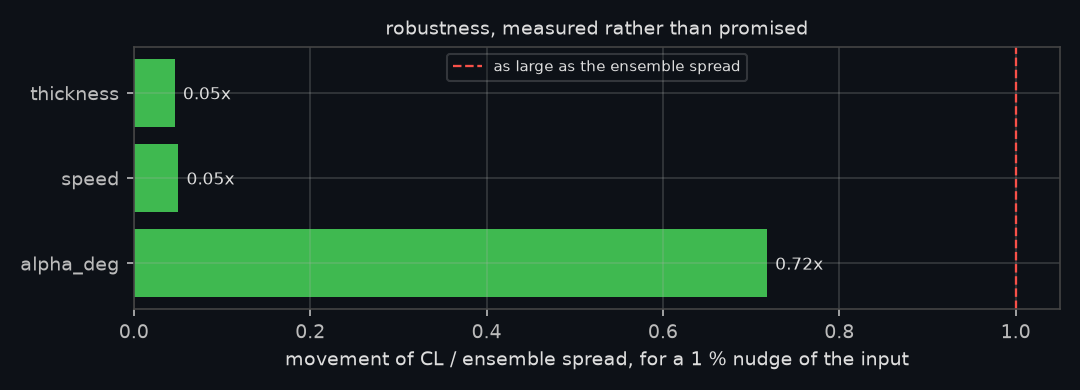 robustness, measured rather than promised
as large as the ensemble spread
thickness
0.05x
speed
0.05x
alpha_deg
0.72x
0.0
0.2
0.4
0.6
0.8
1.0
movement of CL / ensemble spread, for a 1 % nudge of the input